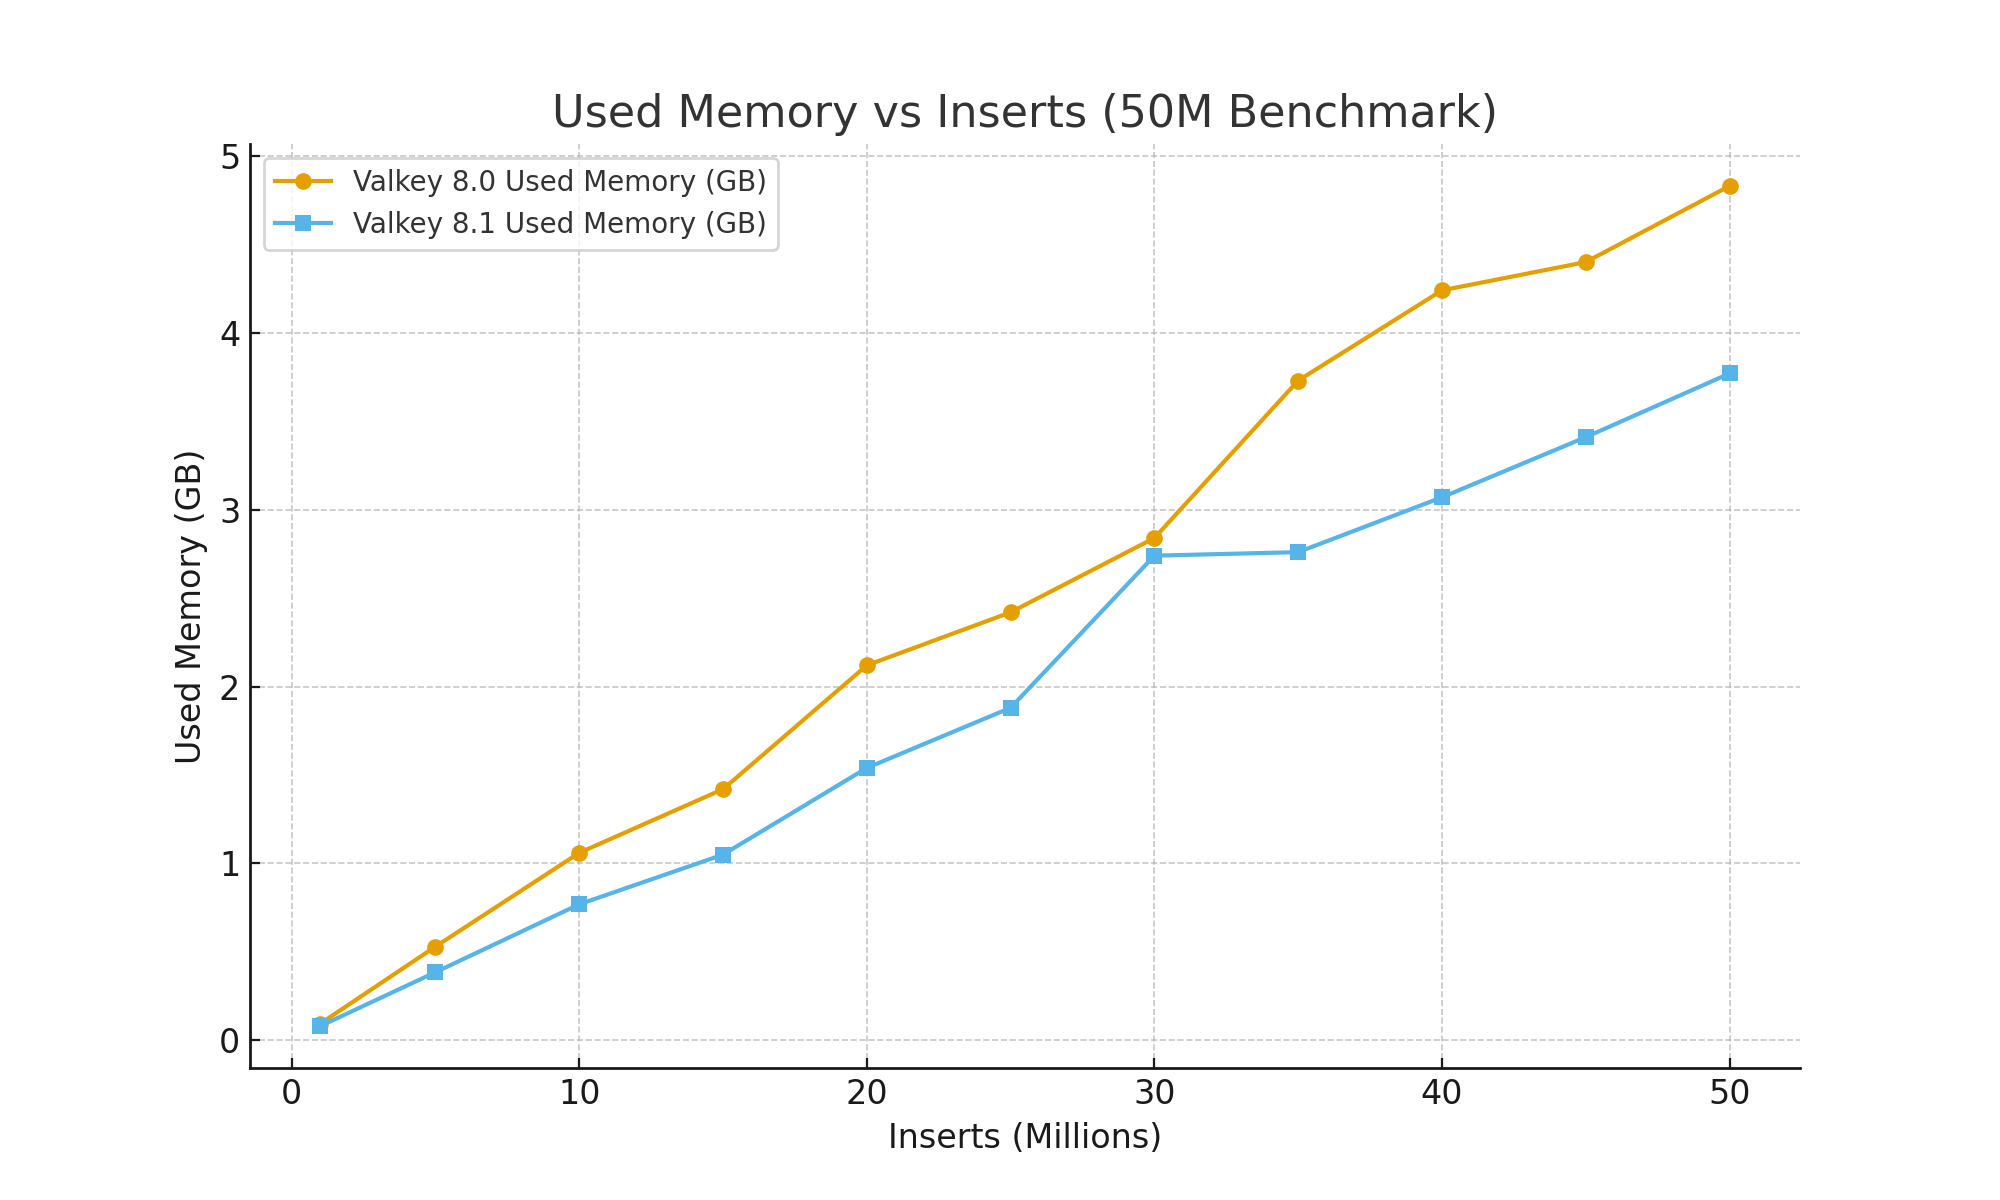 Used Memory vs Inserts (50M Benchmark)
Valkey 8.0 Used Memory (GB)
Valkey 8.1 Used Memory (GB)
Used Memory (GB)
5
4
3
2
1
0
0 10 20 30 40 50
Inserts (Millions)